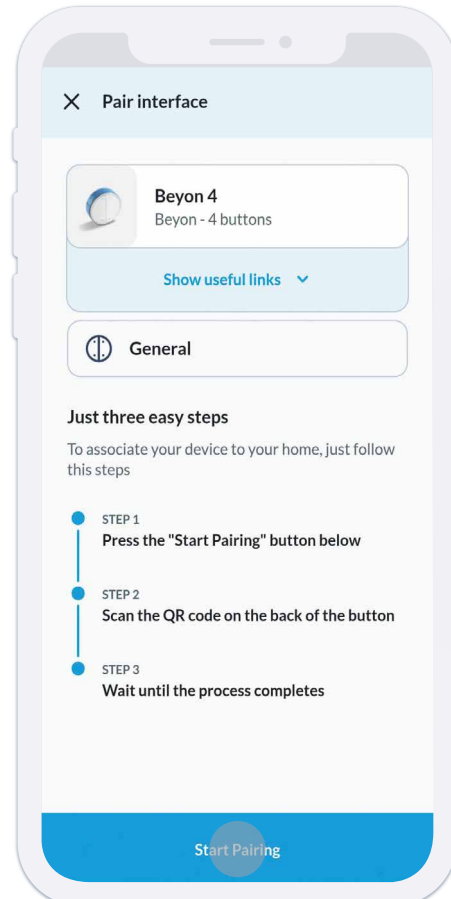 Pair interface
Beyon 4
Beyon - 4 buttons
Show useful links
General
Just three easy steps
To associate your device to your home, just follow
this steps
STEP 1
Press the "Start Pairing" button below
STEP 2
Scan the QR code on the back of the button
STEP 3
Wait until the process completes
Start Pairing